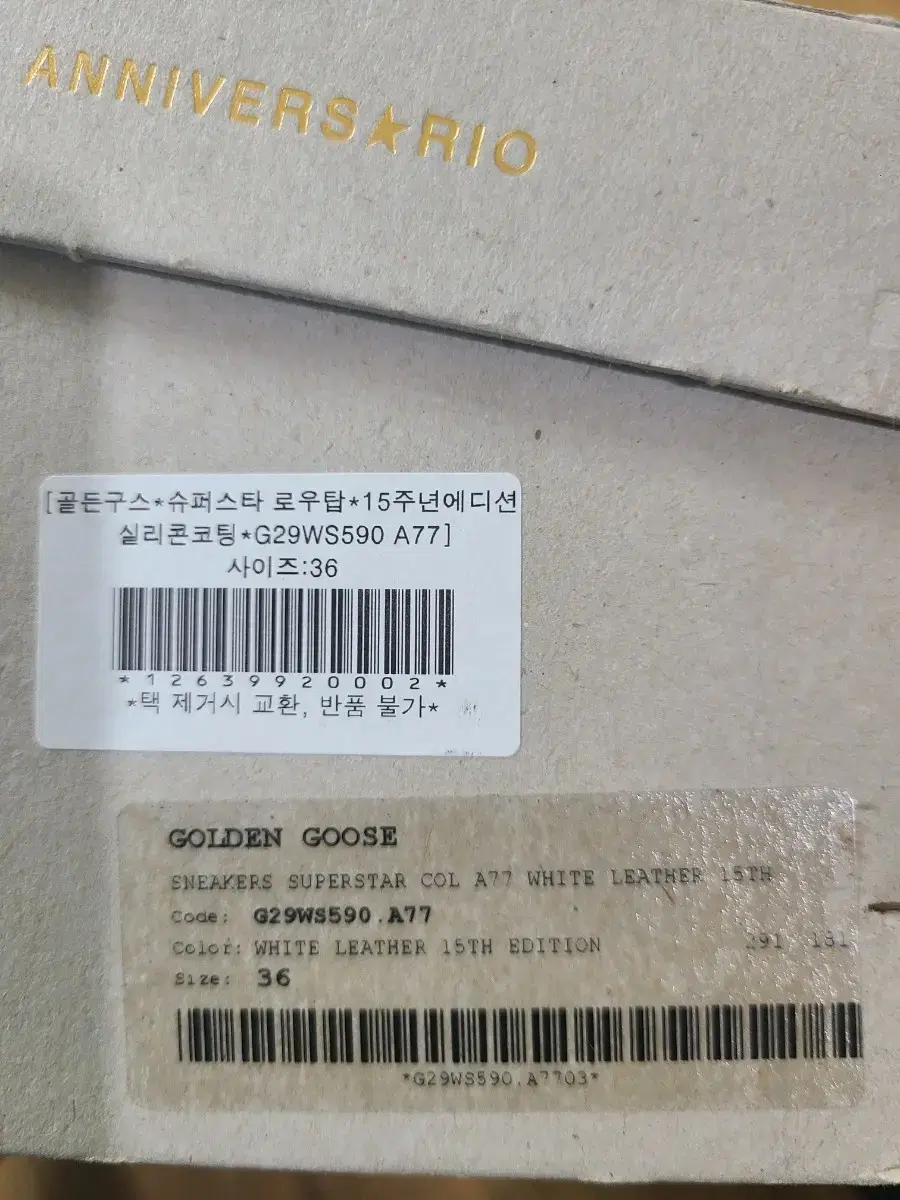 ANNIVERS★RIO
[골든구스*슈퍼스타 로우탑*15주년에디션
실리콘코팅*G29WS590 A77]
사이즈:36
*12639920002*
*택 제거시 교환, 반품 불가*
GOLDEN GOOSE
SNEAKERS SUPERSTAR COL A77 WHITE LEATHER 15TH
Code: G29WS590.A77
Color: WHITE LEATHER 15TH EDITION 181
Size: 36
*G29WS590.A7703*